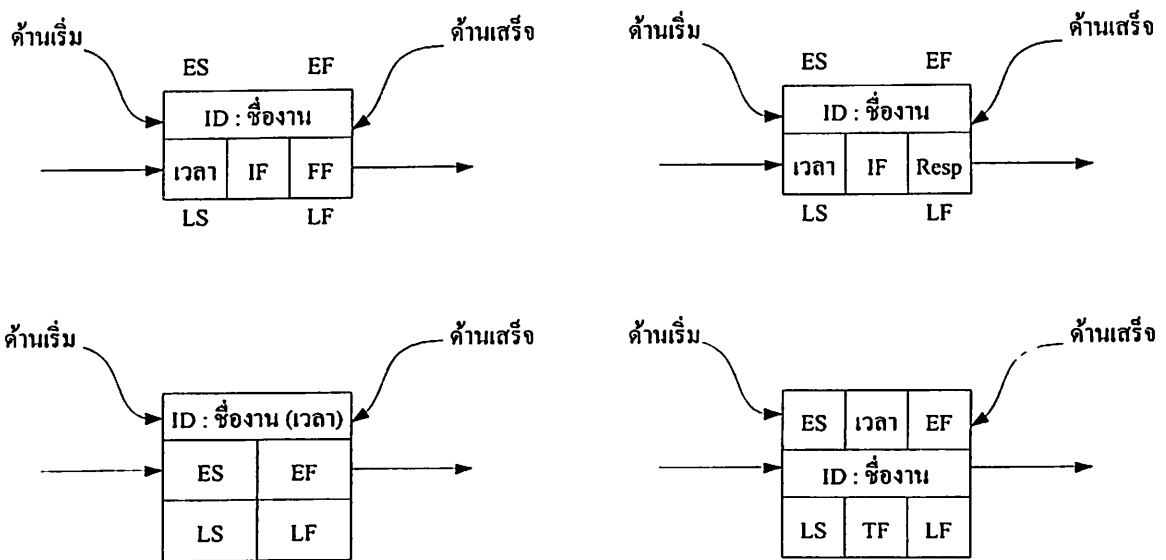 ด้านเริ่ม
ด้านเสร็จ
ES EF
ID : ชื่องาน
เวลา IF FF
LS LF
ด้านเริ่ม
ด้านเสร็จ
ES EF
ID : ชื่องาน
เวลา IF Resp
LS LF
ด้านเริ่ม
ด้านเสร็จ
ID : ชื่องาน (เวลา)
ES EF
LS LF
ด้านเริ่ม
ด้านเสร็จ
ES เวลา EF
ID : ชื่องาน
LS TF LF